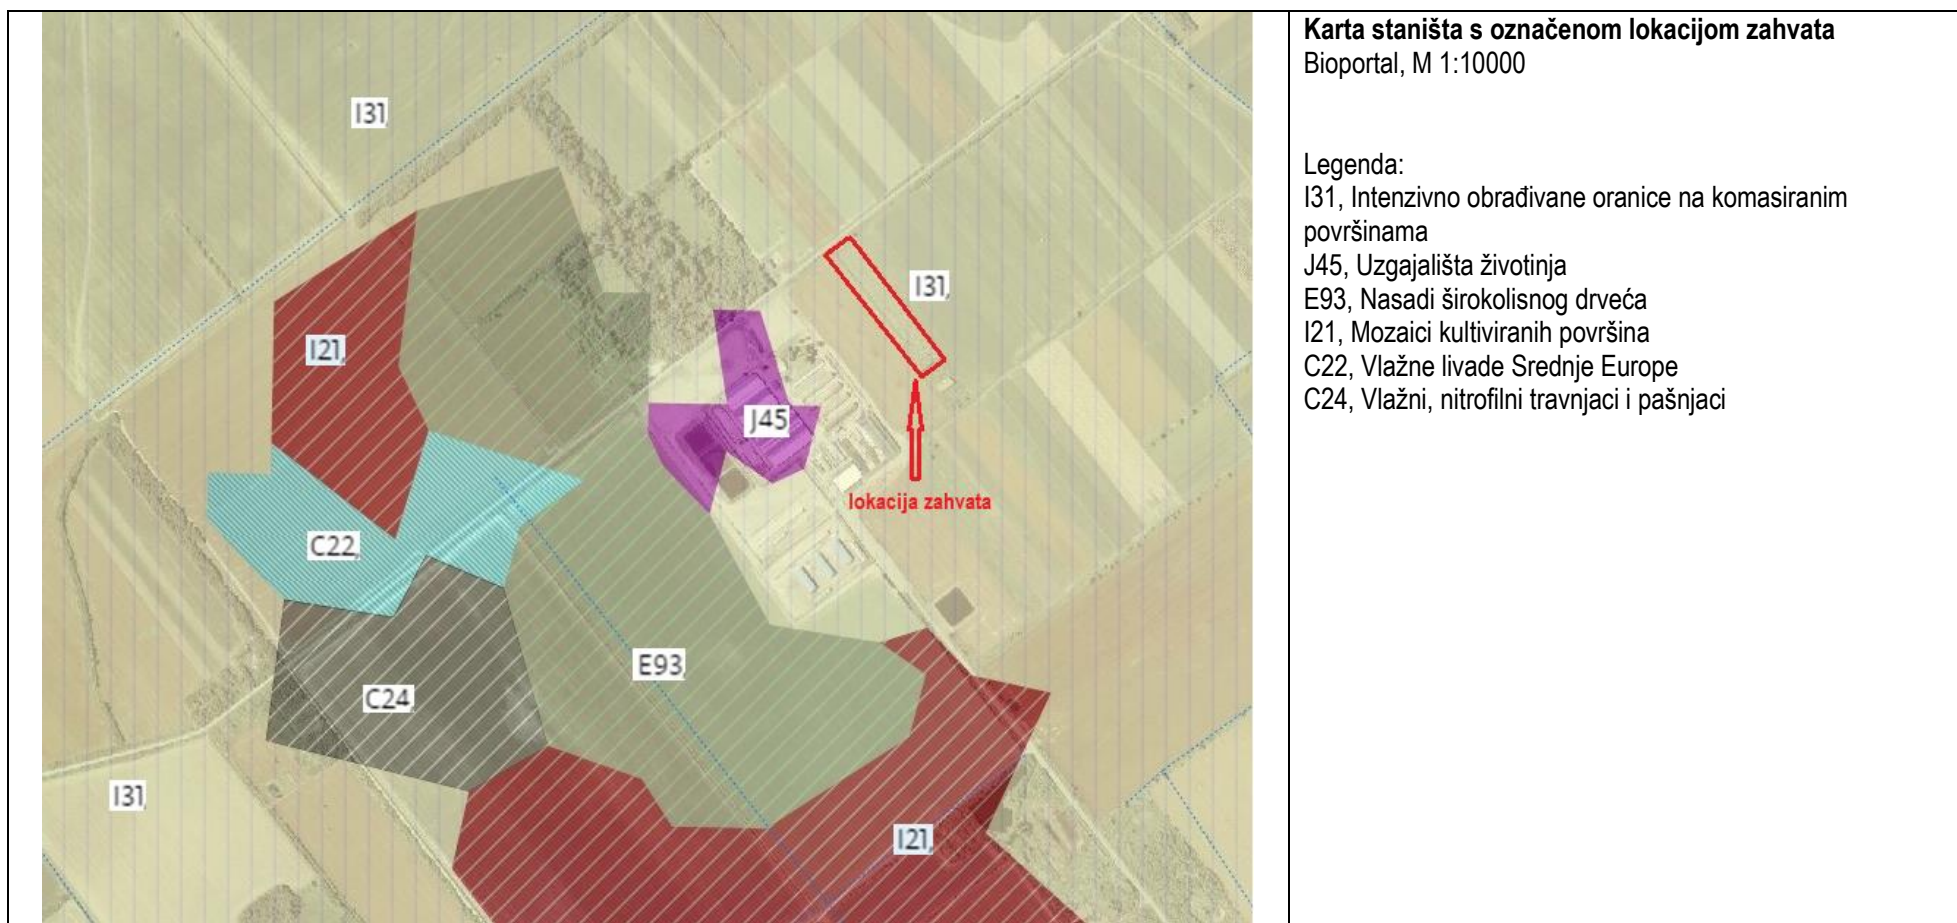 Karta staništa s označenom lokacijom zahvata
Bioportal, M 1:10000
Legenda:
I31, Intenzivno obrađivane oranice na komasiranim
površinama
J45, Uzgajališta životinja
E93, Nasadi širokolisnog drveća
I21, Mozaici kultiviranih površina
C22, Vlažne livade Srednje Europe
C24, Vlažni, nitrofilni travnjaci i pašnjaci
I31,
I31,
I21,
J45
lokacija zahvata
C22,
E93,
C24,
I31,
I21,